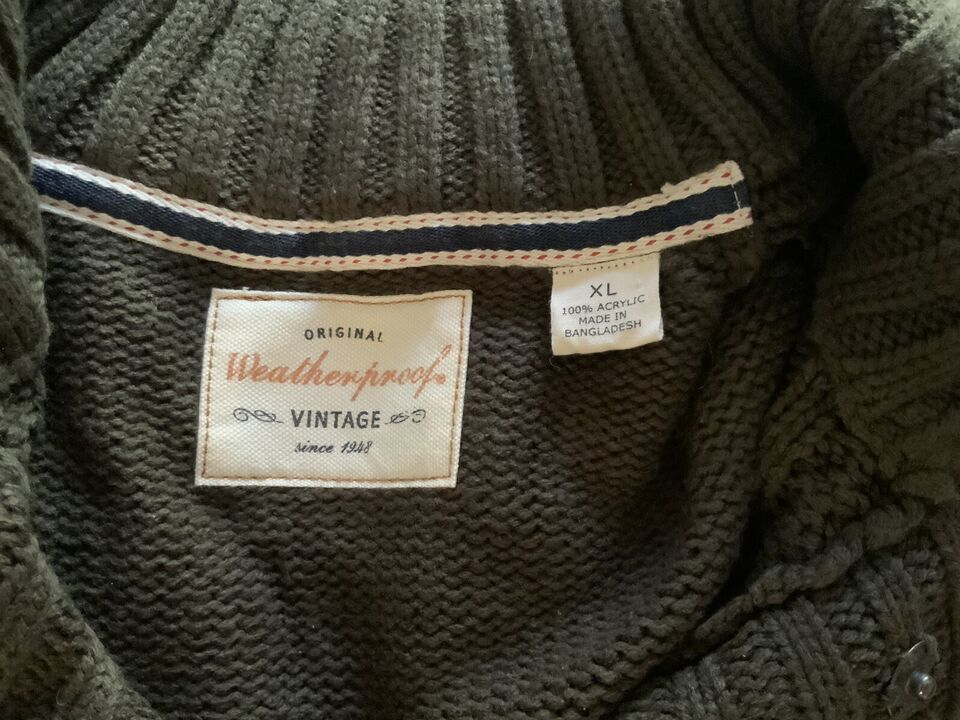 ORIGINAL
Weatherproof
VINTAGE
since 1948
XL
100% ACRYLIC
MADE IN
BANGLADESH